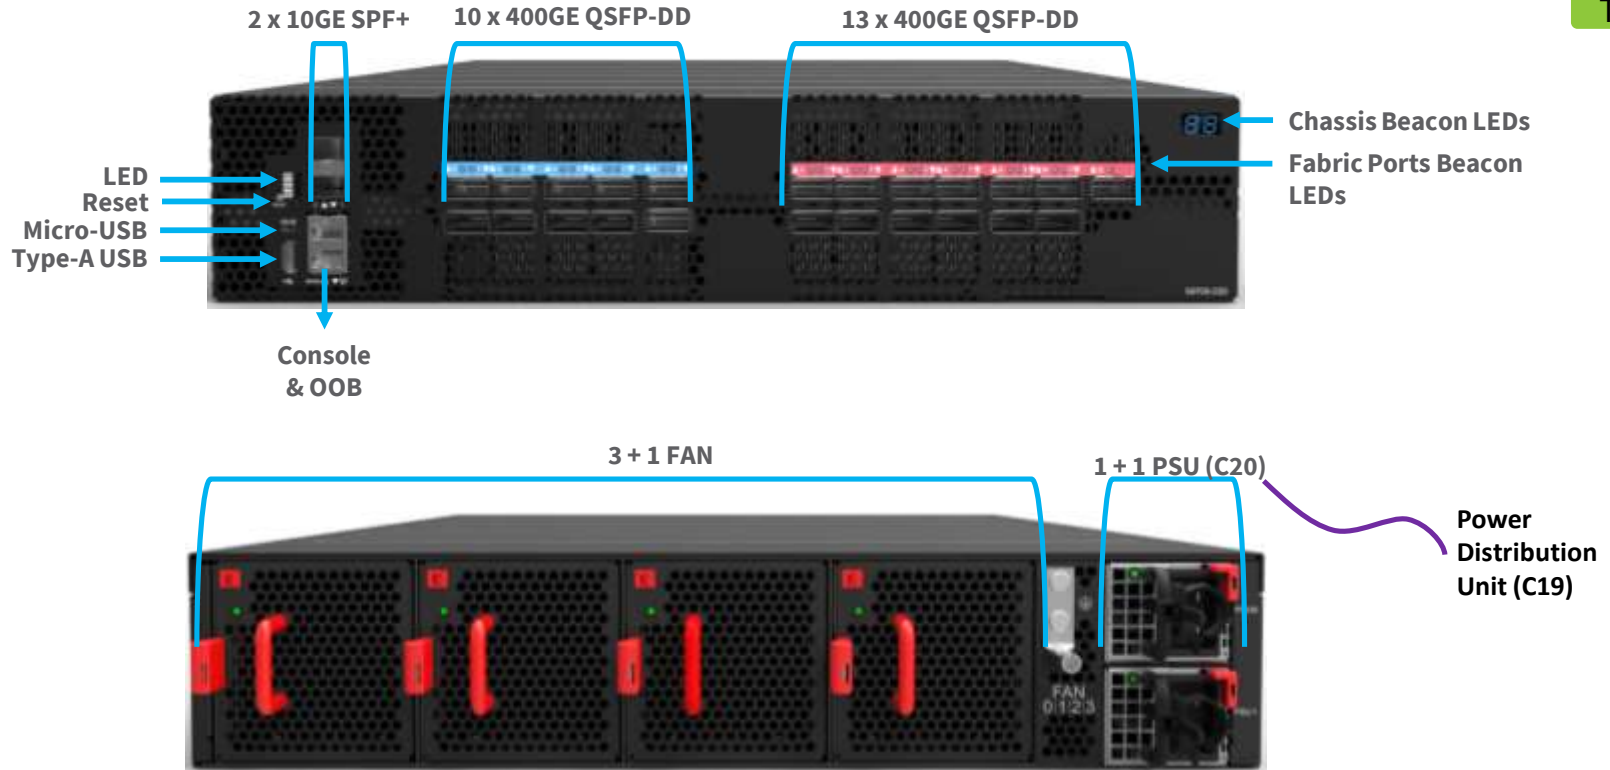 2 x 10GE SPF+
10 x 400GE QSFP-DD
13 x 400GE QSFP-DD
Chassis Beacon LEDs
Fabric Ports Beacon
LEDs
LED
Reset
Micro-USB
Type-A USB
Console
& OOB
3 + 1 FAN
1 + 1 PSU (C20)
Power
Distribution
Unit (C19)
FAN
0 1 2 3